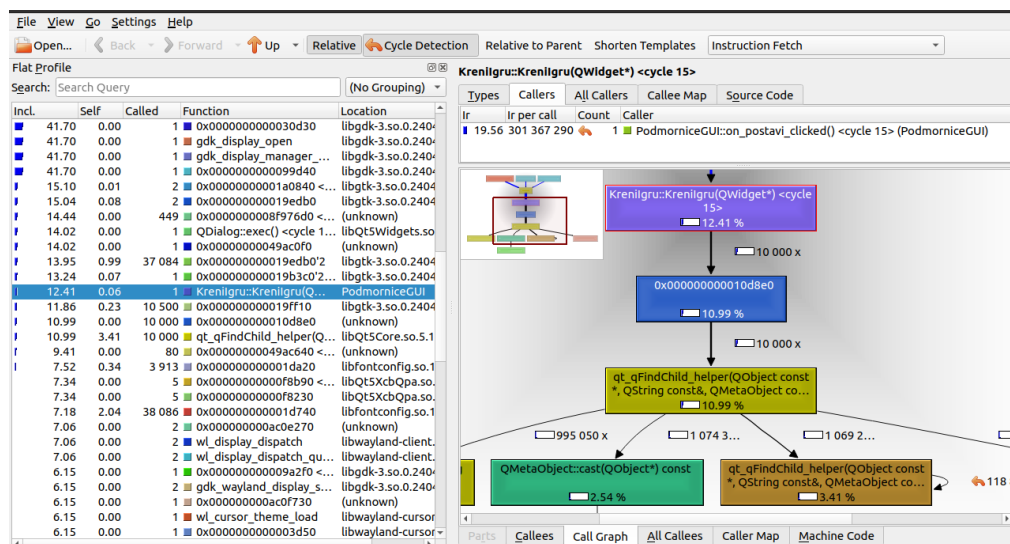 File View Go Settings Help
Open... Back Forward Up Relative Cycle Detection Relative to Parent Shorten Templates Instruction Fetch
Flat Profile
Search: Search Query (No Grouping)
Incl. Self Called Function Location
41.70 0.00 1 0x0000000000030d30 libgdk-3.so.0.2404
41.70 0.00 1 gdk_display_open libgdk-3.so.0.2404
41.70 0.00 1 gdk_display_manager_... libgdk-3.so.0.2404
41.70 0.00 1 0x0000000000099d40 libgtk-3.so.0.2404
15.10 0.01 2 0x00000000001a0840 <... libgtk-3.so.0.2404
15.04 0.08 2 0x000000000019edb0 libgtk-3.so.0.2404
14.44 0.00 449 0x0000000008f976d0 <... (unknown)
14.02 0.00 1 QDialog::exec() <cycle 1... libQt5Widgets.so
14.02 0.00 1 0x00000000049ac0f0 (unknown)
13.95 0.99 37 084 0x000000000019edb0'2 libgtk-3.so.0.2404
13.24 0.07 1 0x000000000019b3c0'2... libgtk-3.so.0.2404
12.41 0.06 1 KreniIgru::KreniIgru(Q... PodmorniceGUI
11.86 0.23 10 500 0x000000000019ff10 libgtk-3.so.0.2404
10.99 0.00 10 000 0x000000000010d8e0 (unknown)
10.99 3.41 10 000 qt_qFindChild_helper(Q... libQt5Core.so.5.1
9.41 0.00 80 0x00000000049ac640 <... (unknown)
7.52 0.34 3 913 0x000000000001da20 libfontconfig.so.1
7.34 0.00 5 0x00000000000f8b90 <... libQt5XcbQpa.so.
7.34 0.00 5 0x00000000000f8230 libQt5XcbQpa.so.
7.18 2.04 38 086 0x000000000001d740 libfontconfig.so.1
7.06 0.00 2 0x000000000ac0e270 (unknown)
7.06 0.00 2 wl_display_dispatch libwayland-client.
7.06 0.00 2 wl_display_dispatch_qu... libwayland-client.
6.15 0.00 1 0x000000000009a2f0 <... libgdk-3.so.0.2404
6.15 0.00 2 gdk_wayland_display_s... libgdk-3.so.0.2404
6.15 0.00 1 0x000000000ac0f730 (unknown)
6.15 0.00 1 wl_cursor_theme_load libwayland-cursor
6.15 0.00 1 0x0000000000003d50 libwayland-cursor
KreniIgru::KreniIgru(QWidget*) <cycle 15>
Types Callers All Callers Callee Map Source Code
Ir Ir per call Count Caller
19.56 301 367 290 1 PodmorniceGUI::on_postavi_clicked() <cycle 15> (PodmorniceGUI)
KreniIgru::KreniIgru(QWidget*) <cycle
15>
12.41 %
10 000 x
0x000000000010d8e0
10.99 %
10 000 x
qt_qFindChild_helper(QObject const
*, QString const&, QMetaObject co...
10.99 %
995 050 x 1 074 3... 1 069 2...
QMetaObject::cast(QObject*) const
2.54 %
qt_qFindChild_helper(QObject const
*, QString const&, QMetaObject co...
3.41 %
118
Parts Callees Call Graph All Callees Caller Map Machine Code